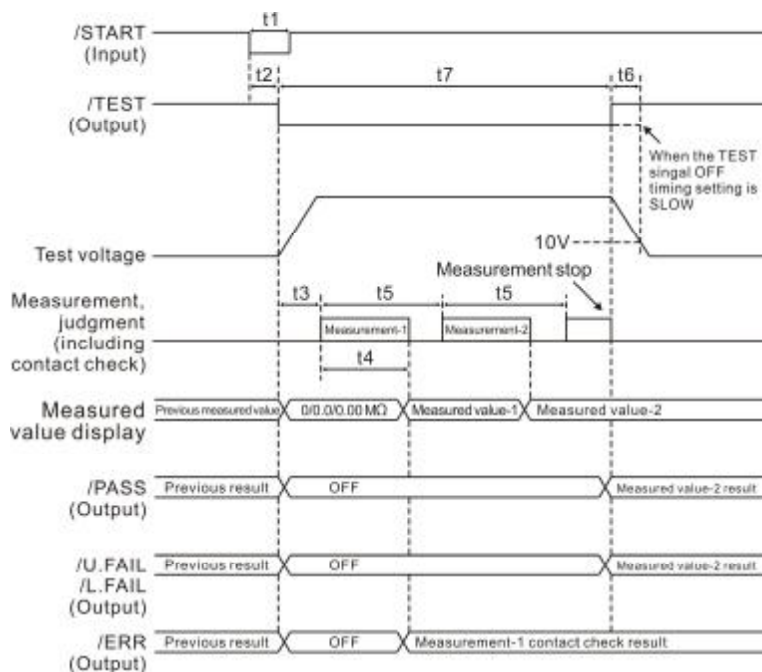 t1
/START
(Input)
t2
t7
t6
/TEST
(Output)
When the TEST
singal OFF
timing setting is
SLOW
10V
Test voltage
Measurement stop
Measurement,
judgment
(including
contact check)
t3
t5
t5
Measurement-1
Measurement-2
t4
Measured
value display
Previous measured value
0/0.0/0.00 MΩ
Measured value-1
Measured value-2
/PASS
(Output)
Previous result
OFF
Measured value-2 result
/U.FAIL
/L.FAIL
(Output)
Previous result
OFF
Measured value-2 result
/ERR
(Output)
Previous result
OFF
Measurement-1 contact check result